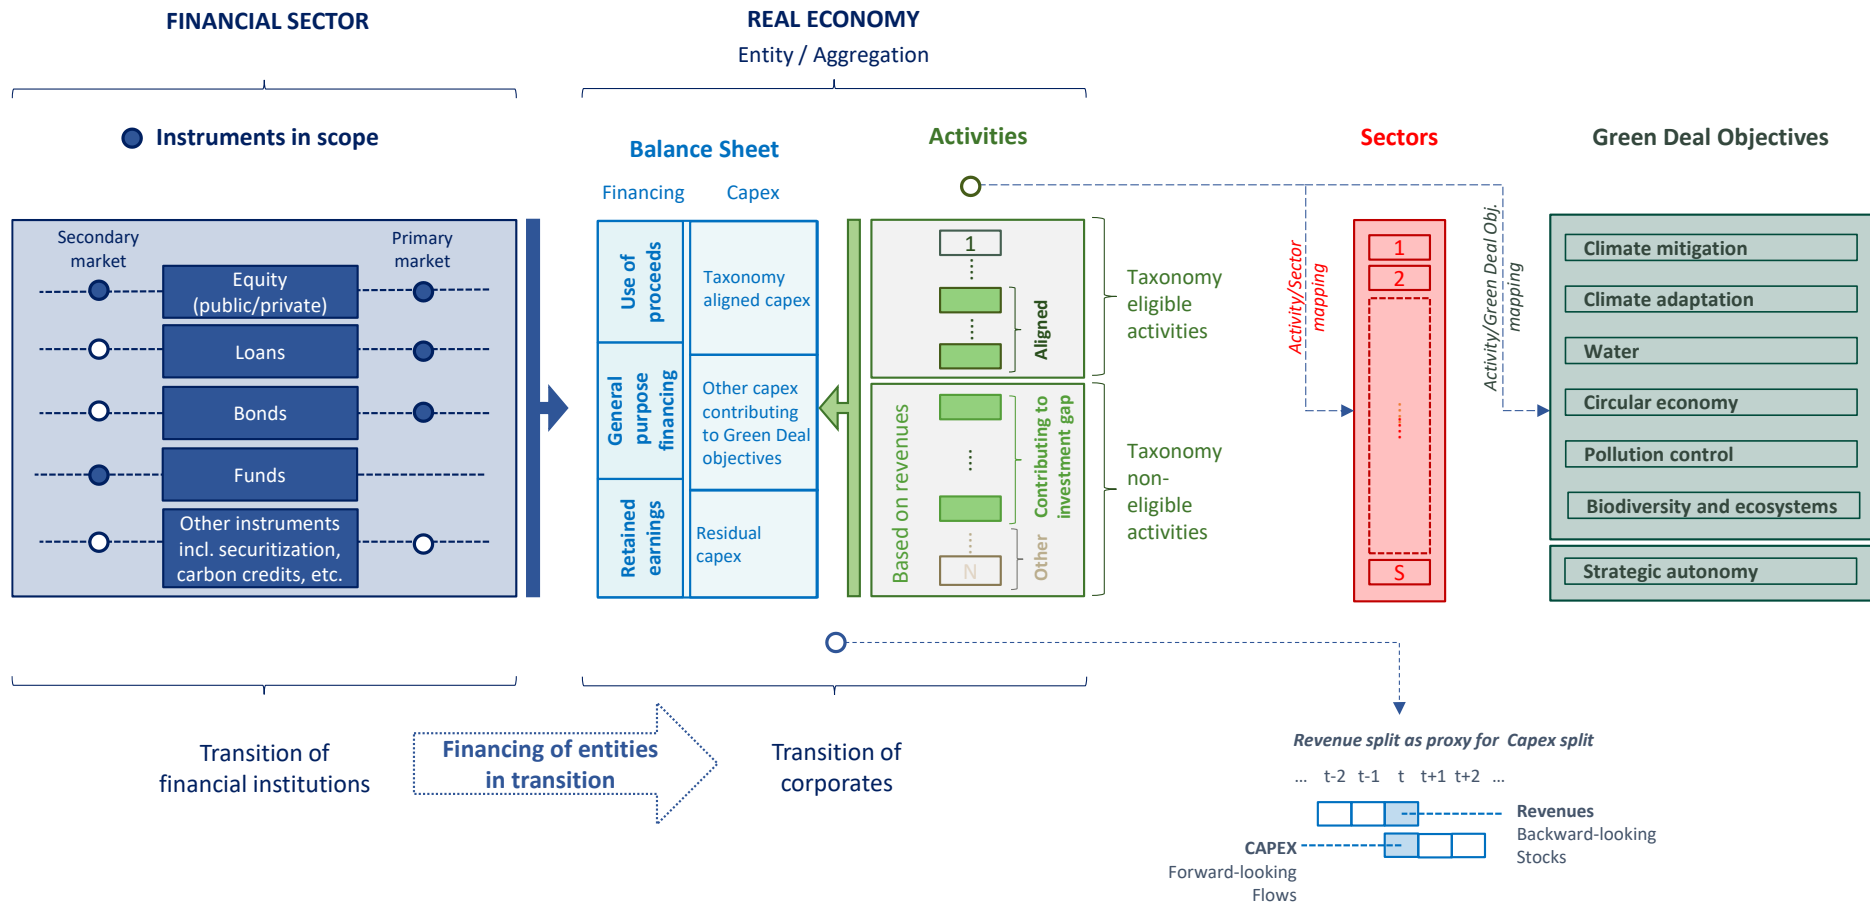 FINANCIAL SECTOR
REAL ECONOMY
Entity / Aggregation
Instruments in scope
Balance Sheet
Activities
Sectors
Green Deal Objectives
Financing
Capex
Secondary
market
Primary
market
Equity
(public/private)
Loans
Bonds
Funds
Other instruments
incl. securitization,
carbon credits, etc.
Use of
proceeds
General
purpose
financing
Retained
earnings
Taxonomy
aligned capex
Other capex
contributing
to Green Deal
objectives
Residual
capex
1
Aligned
Based on revenues
Contributing to
investment gap
Other
N
Taxonomy
eligible
activities
Taxonomy
non-
eligible
activities
Activity/Sector
mapping
1
2
S
Activity/Green Deal Obj.
mapping
Climate mitigation
Climate adaptation
Water
Circular economy
Pollution control
Biodiversity and ecosystems
Strategic autonomy
Transition of
financial institutions
Financing of entities
in transition
Transition of
corporates
Revenue split as proxy for Capex split
... t-2 t-1 t t+1 t+2 ...
Revenues
Backward-looking
Stocks
CAPEX
Forward-looking
Flows